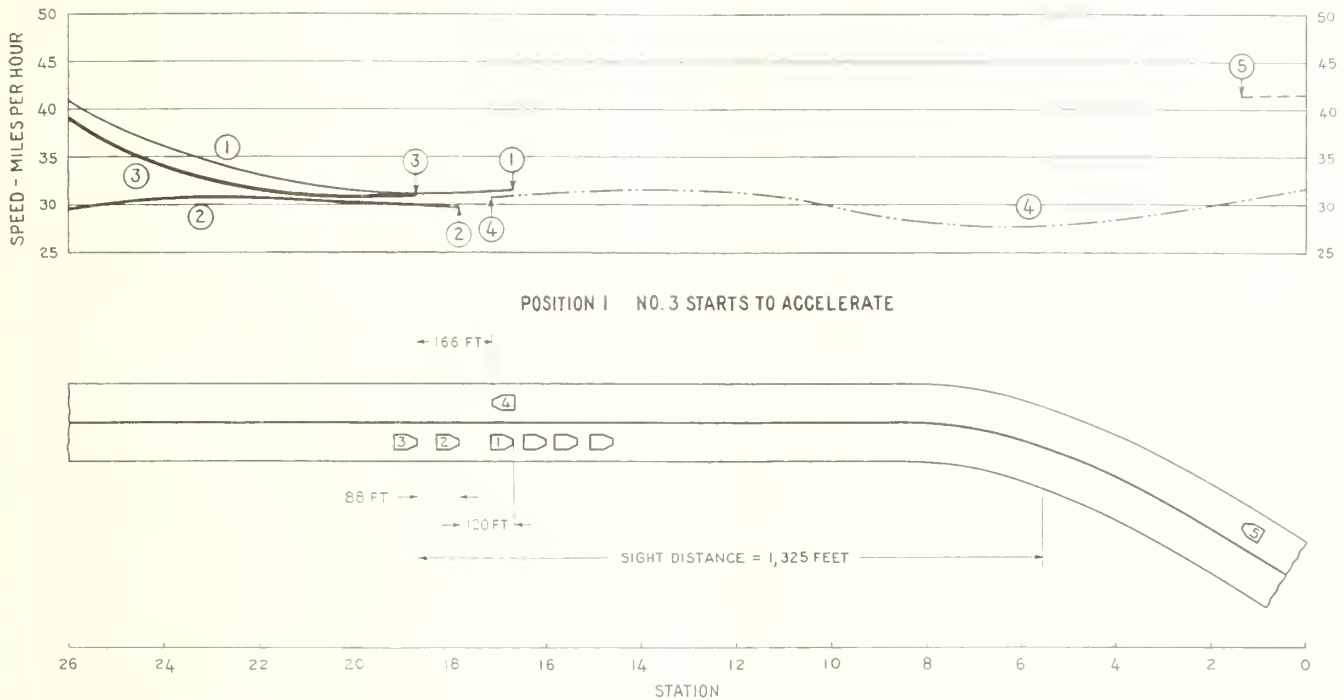 50 50
45 45
40 40
35 35
30 30
25 25
SPEED – MILES PER HOUR
5
1 3 1
3
2 2 4 4
POSITION 1 NO. 3 STARTS TO ACCELERATE
166 FT
4
3 2 1
88 FT
120 FT
5
SIGHT DISTANCE = 1,325 FEET
26 24 22 20 18 16 14 12 10 8 6 4 2 0
STATION